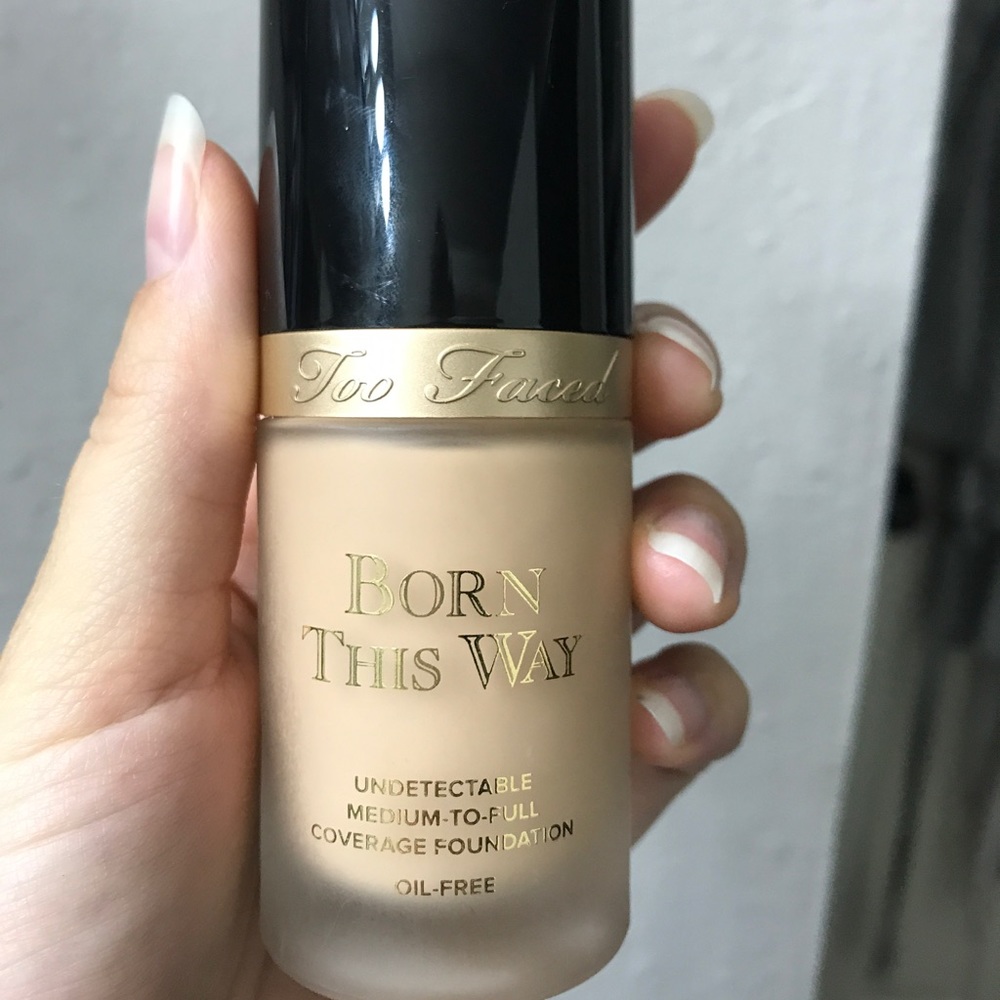 Too Faced
BORN
THIS WAY
UNDETECTABLE
MEDIUM-TO-FULL
COVERAGE FOUNDATION
OIL-FREE